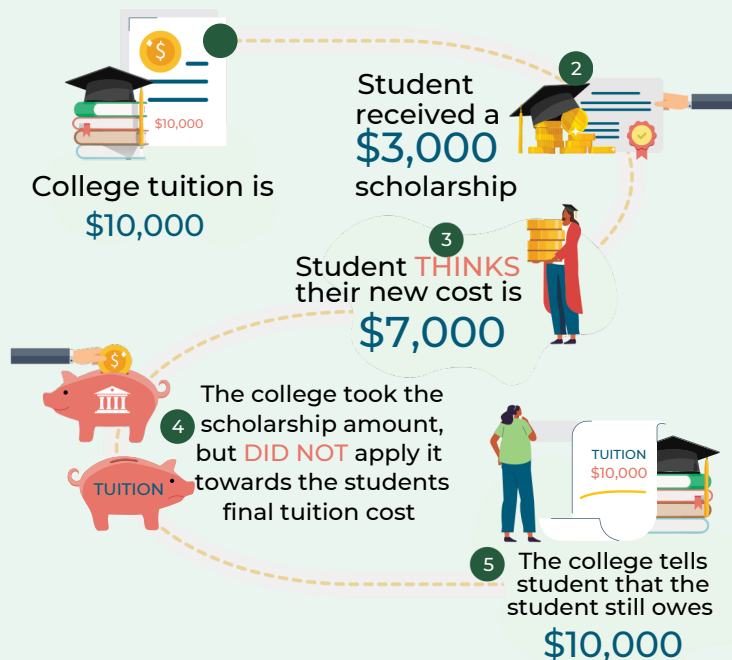 $
$10,000
College tuition is
$10,000
2
Student
received a
$3,000
scholarship
3
Student THINKS
their new cost is
$7,000
$
4
The college took the
scholarship amount,
but DID NOT apply it
towards the students
final tuition cost
TUITION
TUITION
$10,000
5
The college tells
student that the
student still owes
$10,000